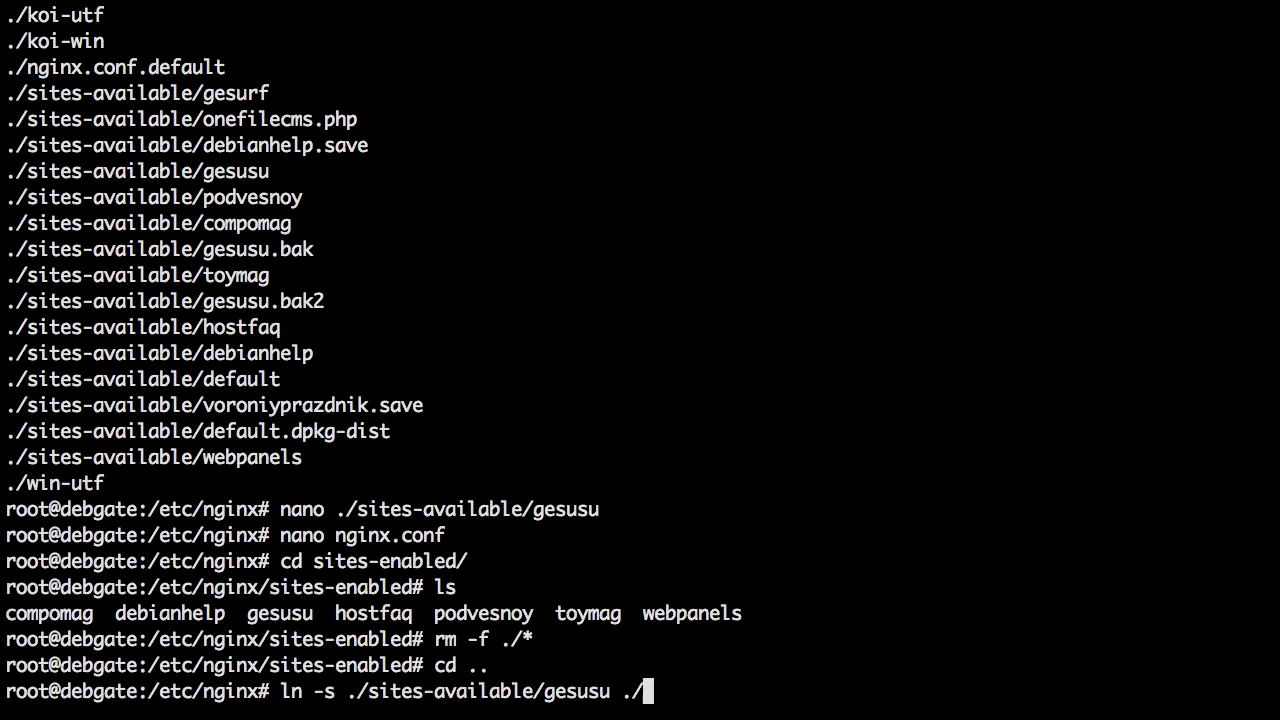 ./koi-utf
./koi-win
./nginx.conf.default
./sites-available/gesurf
./sites-available/onefilecms.php
./sites-available/debianhelp.save
./sites-available/gesusu
./sites-available/podvesnoy
./sites-available/compomag
./sites-available/gesusu.bak
./sites-available/toymag
./sites-available/gesusu.bak2
./sites-available/hostfaq
./sites-available/debianhelp
./sites-available/default
./sites-available/voroniyprazdnik.save
./sites-available/default.dpkg-dist
./sites-available/webpanels
./win-utf
root@debgate:/etc/nginx# nano ./sites-available/gesusu
root@debgate:/etc/nginx# nano nginx.conf
root@debgate:/etc/nginx# cd sites-enabled/
root@debgate:/etc/nginx/sites-enabled# ls
compomag  debianhelp  gesusu  hostfaq  podvesnoy  toymag  webpanels
root@debgate:/etc/nginx/sites-enabled# rm -f ./*
root@debgate:/etc/nginx/sites-enabled# cd ..
root@debgate:/etc/nginx# ln -s ./sites-available/gesusu ./